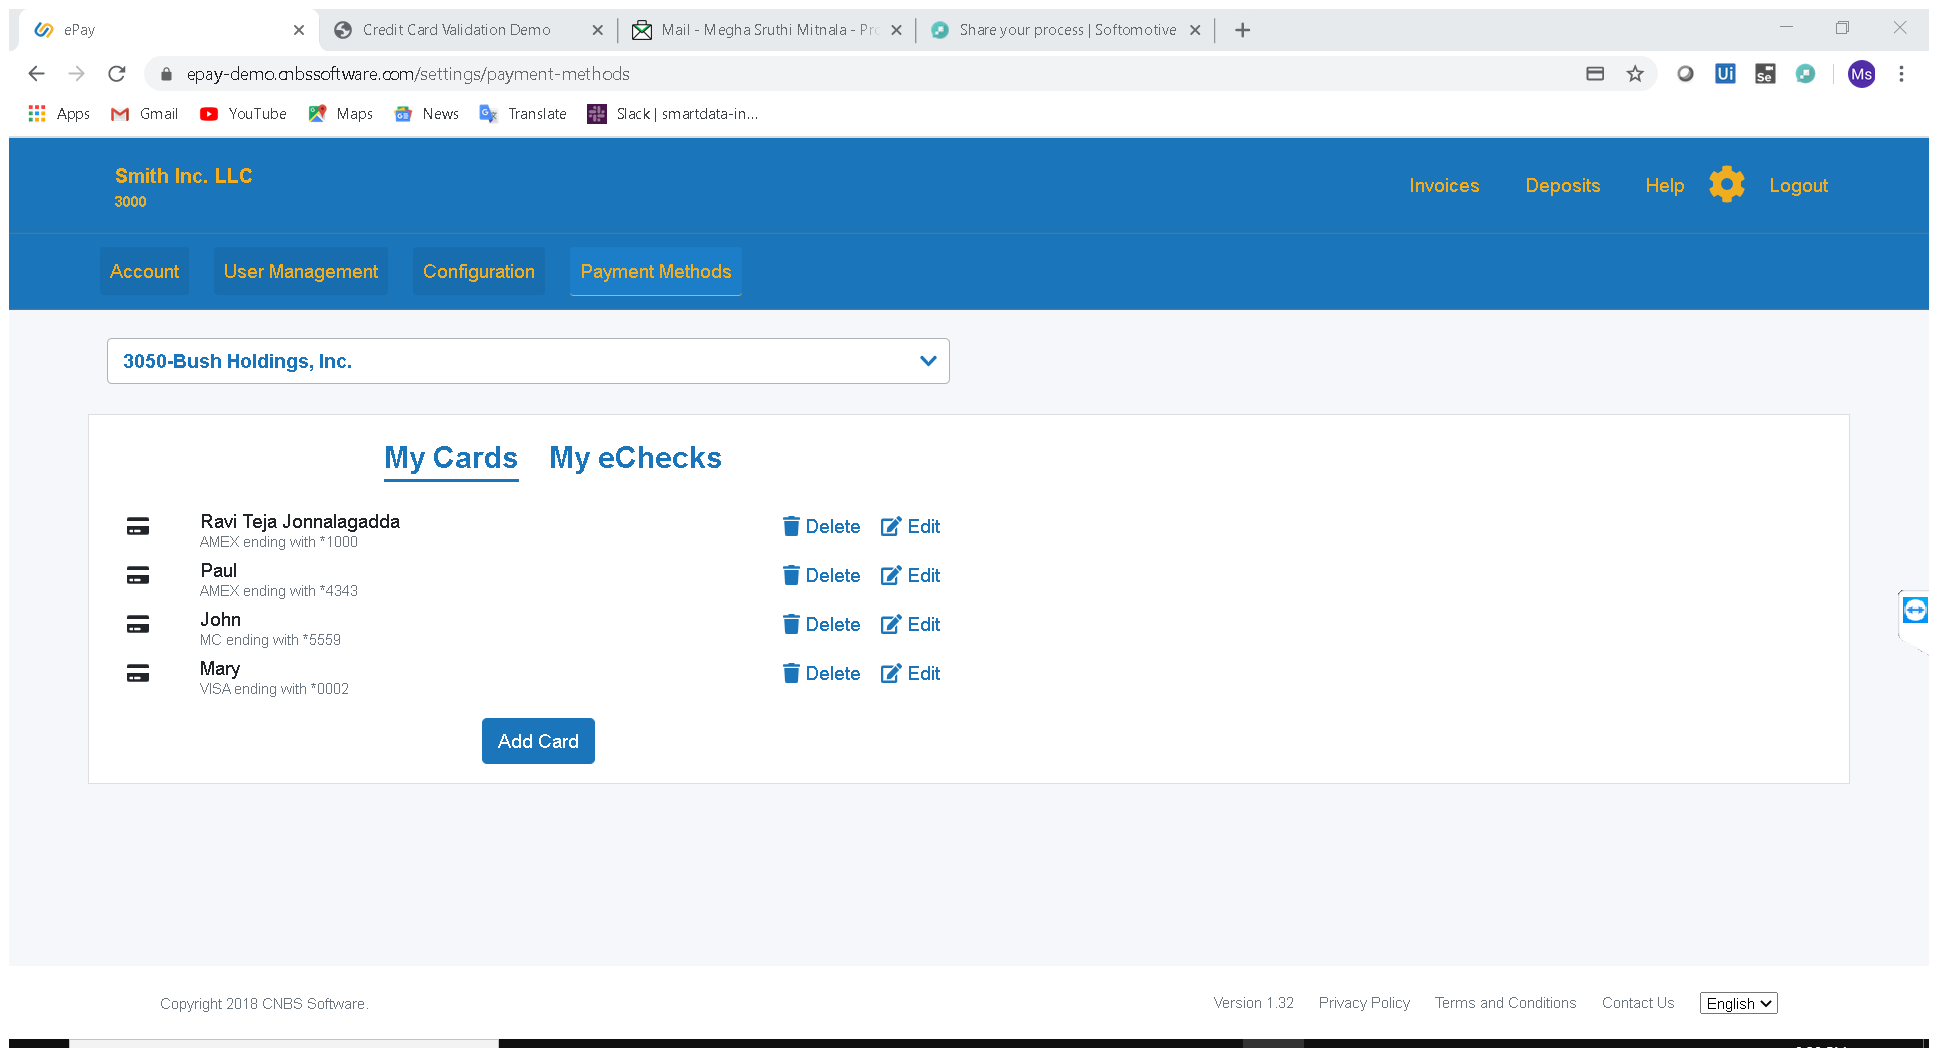 ePay
Credit Card Validation Demo
Mail - Megha Sruthi Mitnala - Pro
Share your process | Softomotive
epay-demo.cnbssoftware.com/settings/payment-methods
Ui
Se
Ms
Apps
Gmail
YouTube
Maps
News
Translate
Slack | smartdata-in...
Smith Inc. LLC
3000
Invoices
Deposits
Help
Logout
Account
User Management
Configuration
Payment Methods
3050-Bush Holdings, Inc.
My Cards
My eChecks
Ravi Teja Jonnalagadda
AMEX ending with *1000
Delete
Edit
Paul
AMEX ending with *4343
Delete
Edit
John
MC ending with *5559
Delete
Edit
Mary
VISA ending with *0002
Delete
Edit
Add Card
Copyright 2018 CNBS Software.
Version 1.32
Privacy Policy
Terms and Conditions
Contact Us
English